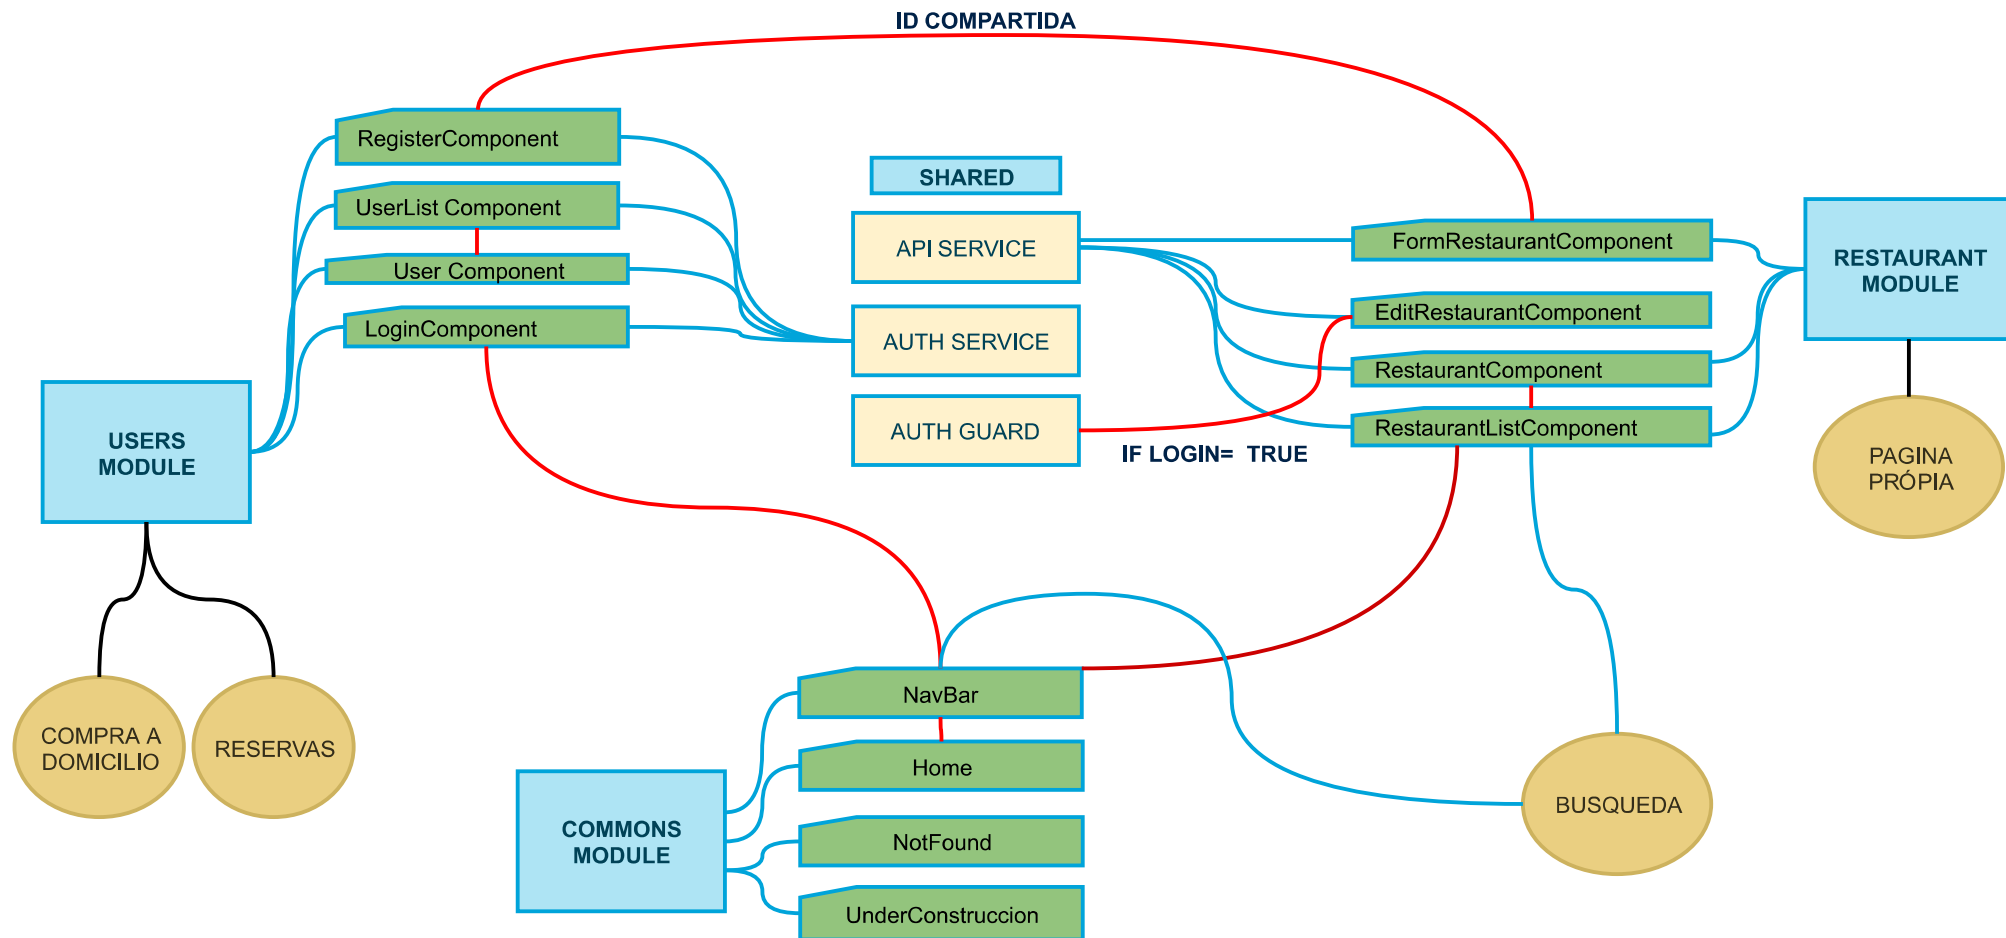 ID COMPARTIDA
RegisterComponent
UserList Component
User Component
LoginComponent
USERS
MODULE
COMPRA A
DOMICILIO
RESERVAS
SHARED
API SERVICE
AUTH SERVICE
AUTH GUARD
IF LOGIN=  TRUE
FormRestaurantComponent
EditRestaurantComponent
RestaurantComponent
RestaurantListComponent
RESTAURANT
MODULE
PAGINA
PRÓPIA
COMMONS
MODULE
NavBar
Home
NotFound
UnderConstruccion
BUSQUEDA